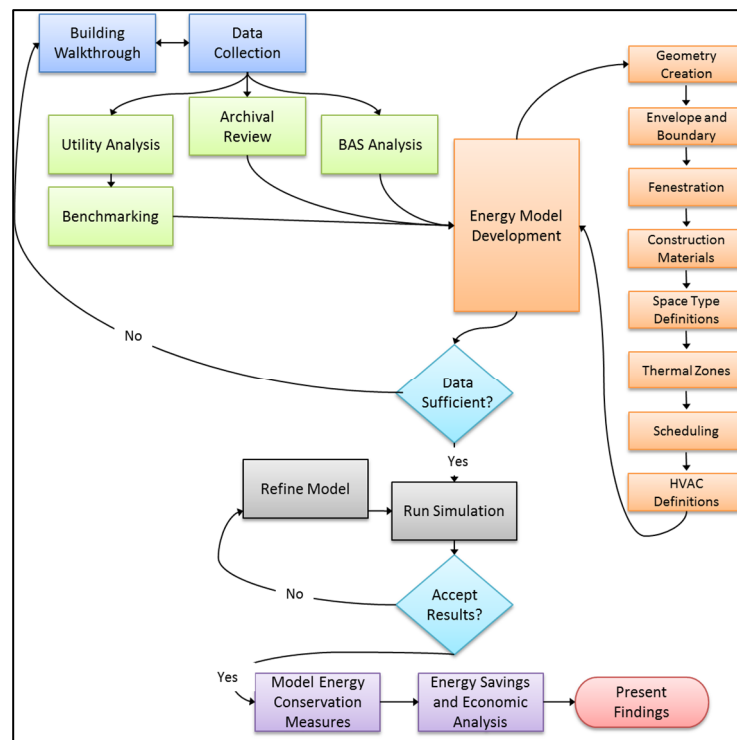 Building
Walkthrough
Data
Collection
Utility Analysis
Archival
Review
BAS Analysis
Benchmarking
Energy Model
Development
Geometry
Creation
Envelope and
Boundary
Fenestration
Construction
Materials
Space Type
Definitions
Thermal Zones
Scheduling
HVAC
Definitions
No
Data
Sufficient?
Yes
Refine Model
Run Simulation
No
Accept
Results?
Yes
Model Energy
Conservation
Measures
Energy Savings
and Economic
Analysis
Present
Findings